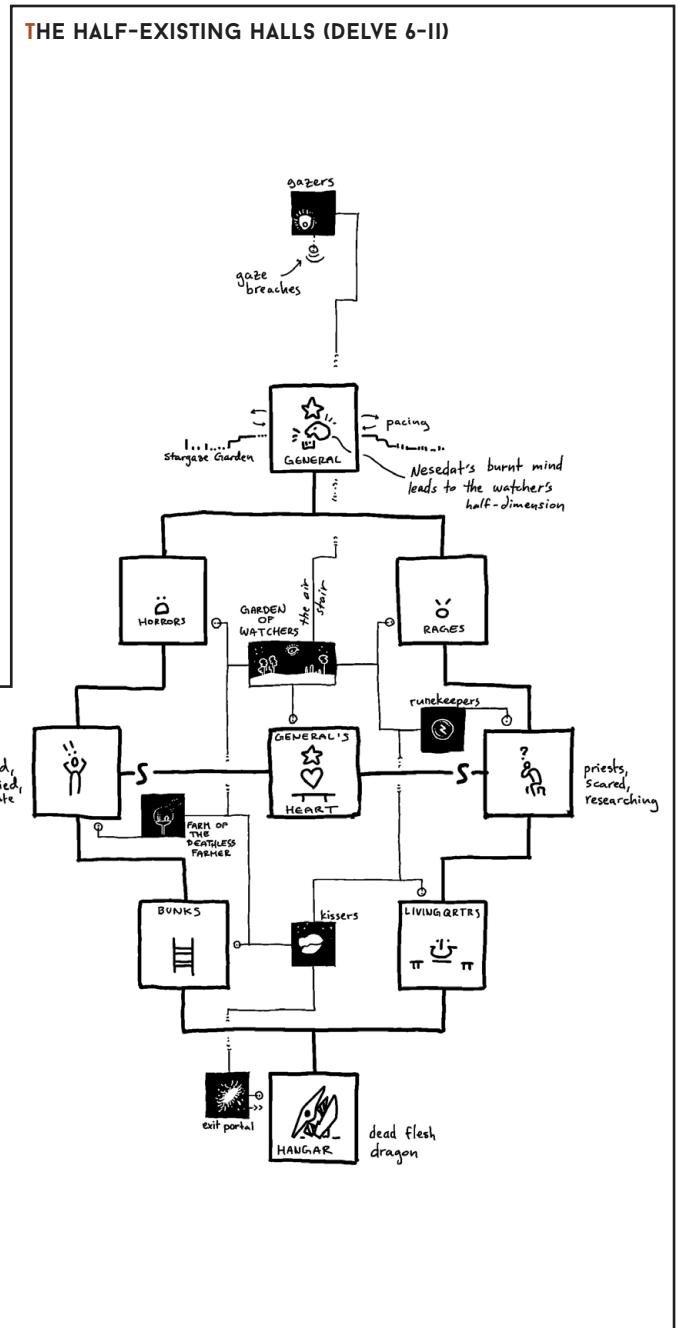 THE HALF-EXISTING HALLS (DELVE 6-11)
gazers
gaze
breaches
pacing
Stargaze Garden
GENERAL
Nesedat's burnt mind
leads to the watcher's
half-dimension
HORRORS
GARDEN
OF
WATCHERS
the air
stair
RAGES
runekeepers
GENERAL'S
HEART
!!
?
priests,
scared,
researching
FARM OF
THE
DEATHLESS
FARMER
BUNKS
kissers
LIVING QRTRS
exit portal
HANGAR
dead flesh
dragon